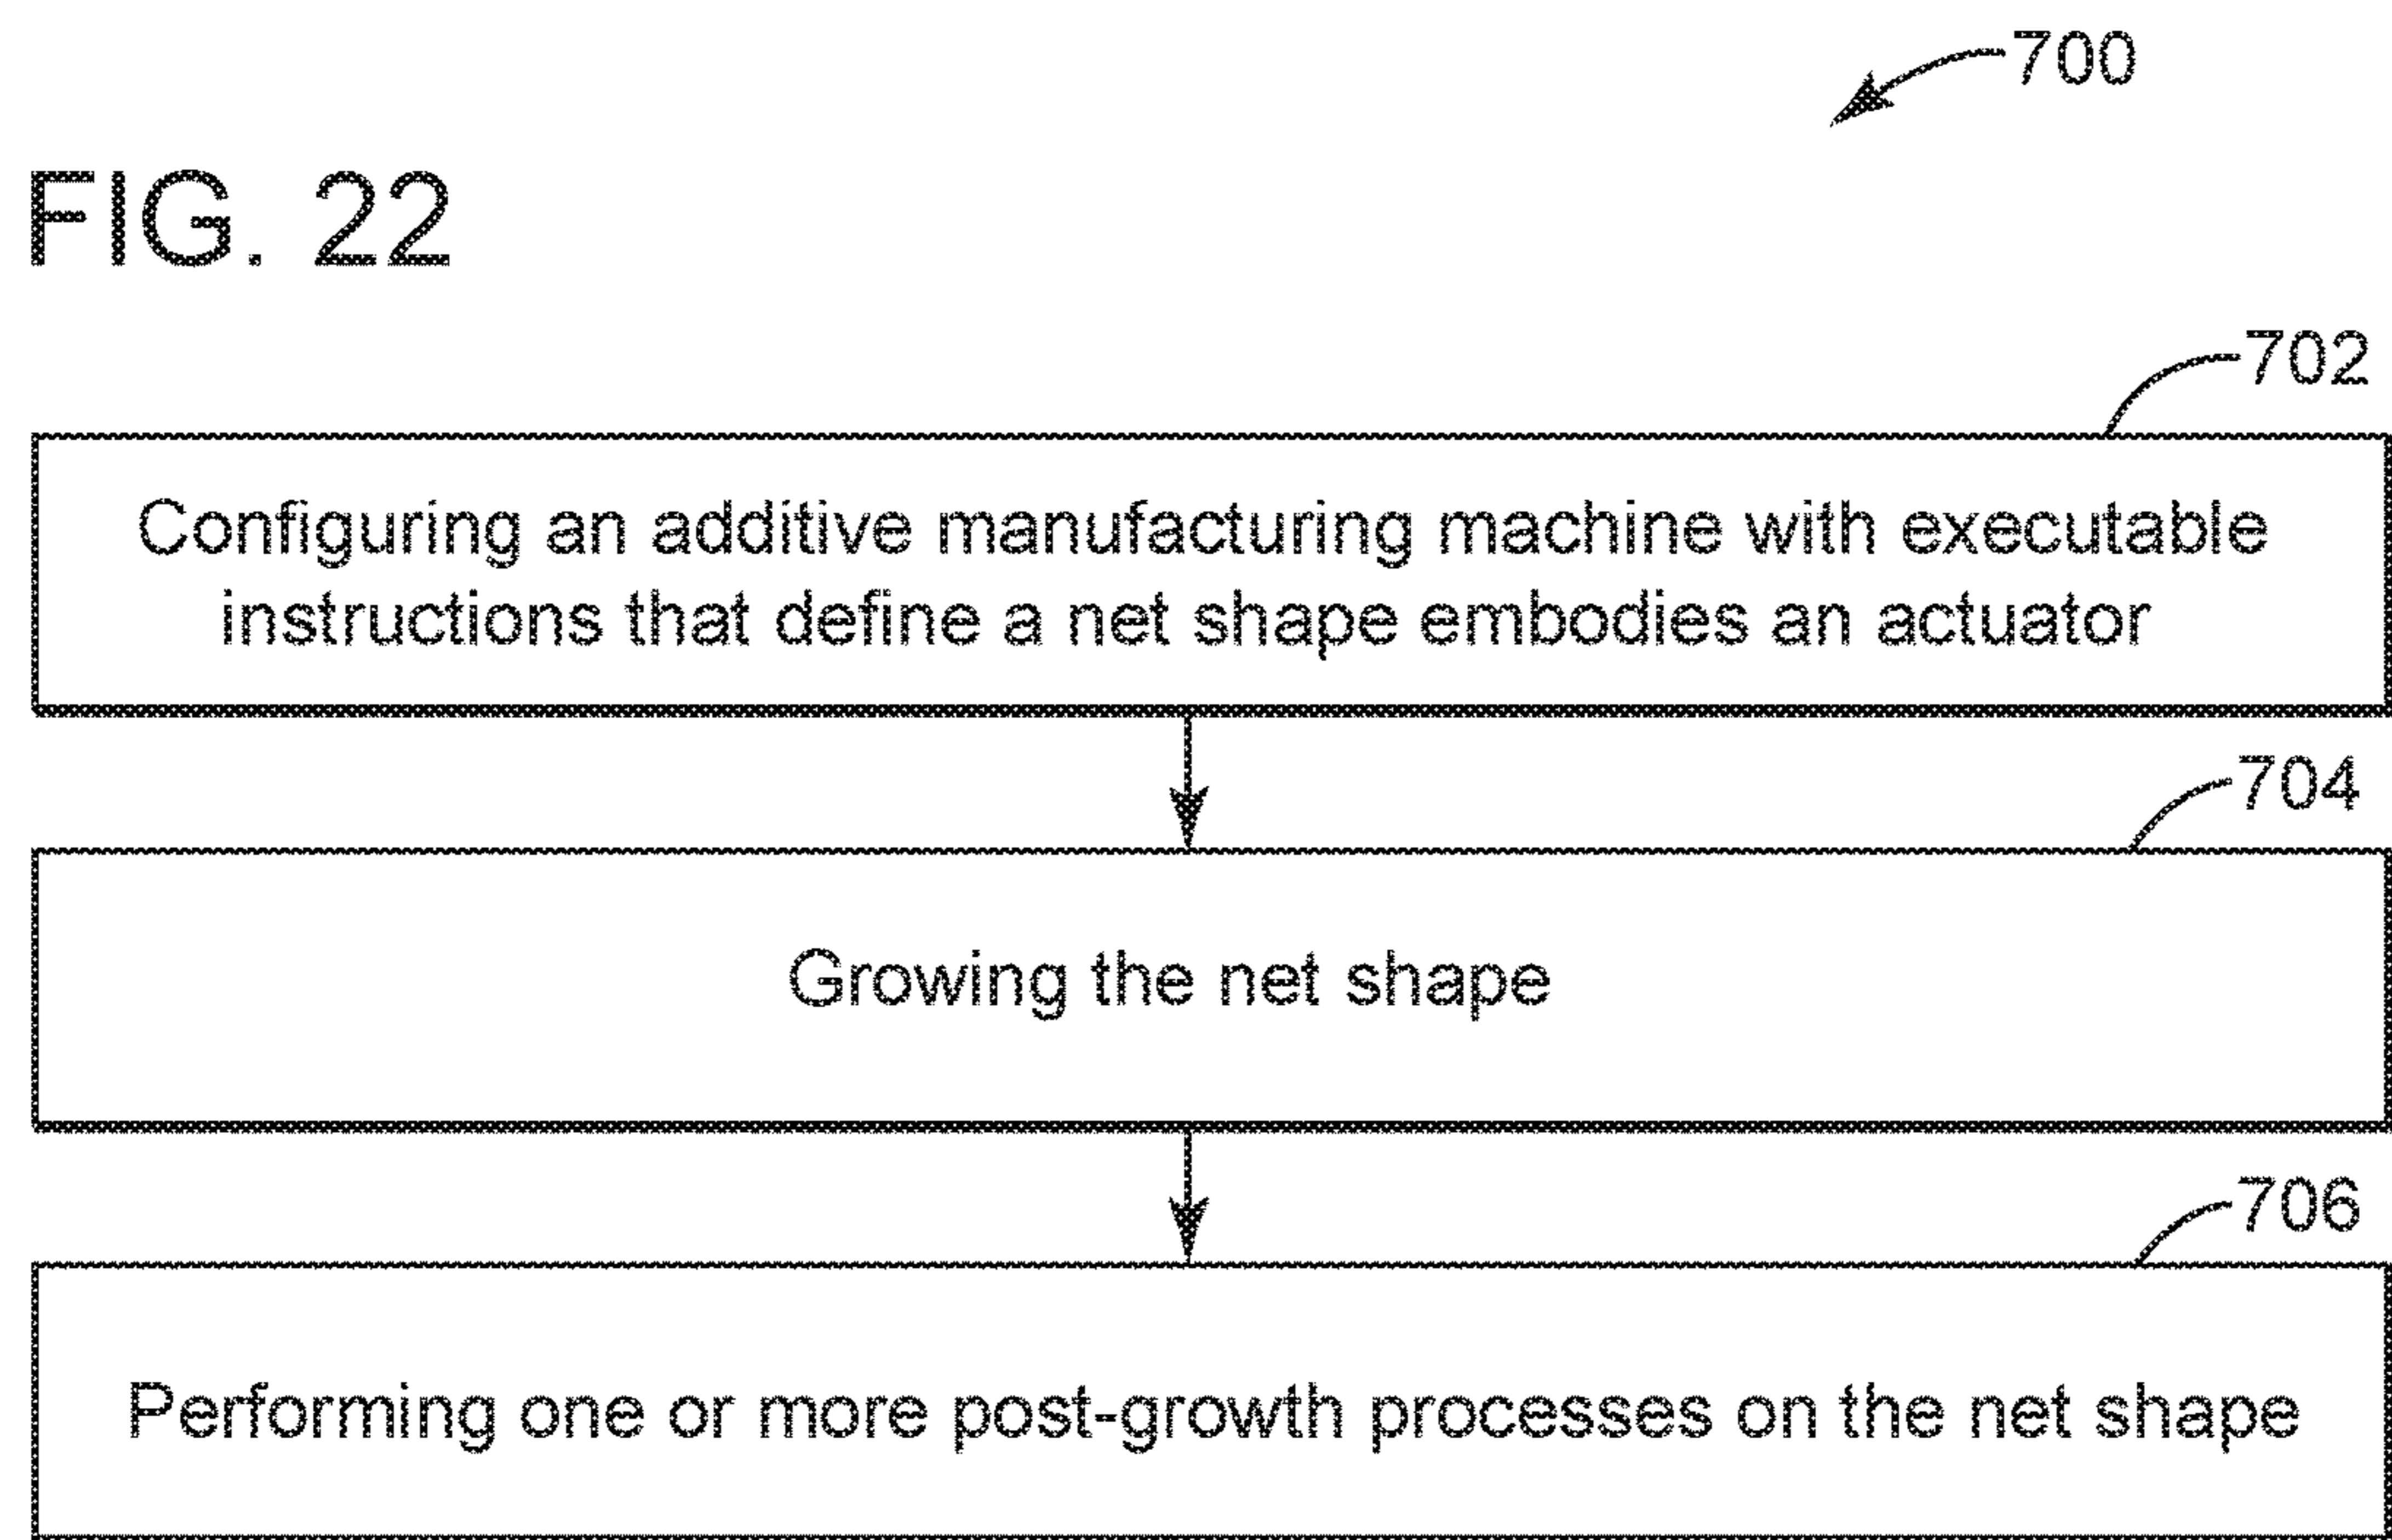 700
FIG. 22
702
Configuring an additive manufacturing machine with executable
instructions that define a net shape embodies an actuator
704
Growing the net shape
706
Performing one or more post-growth processes on the net shape